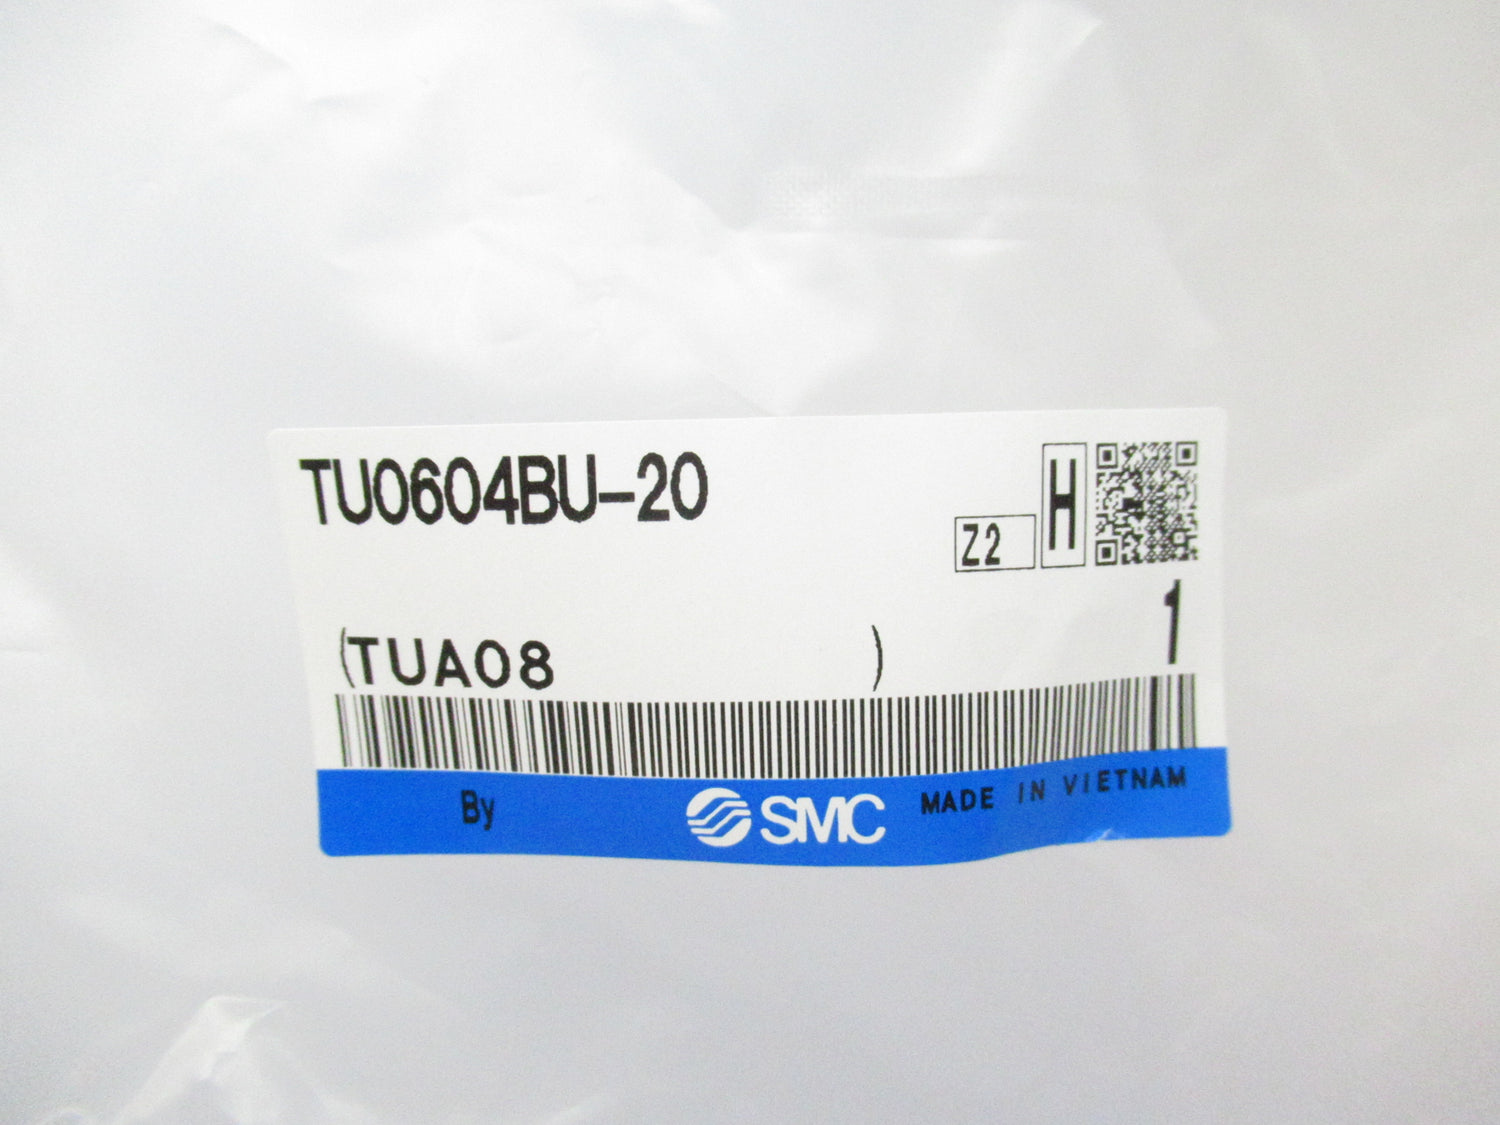 TU0604BU-20
Z2
H
(TUA08 )
1
By
SMC
MADE IN VIETNAM